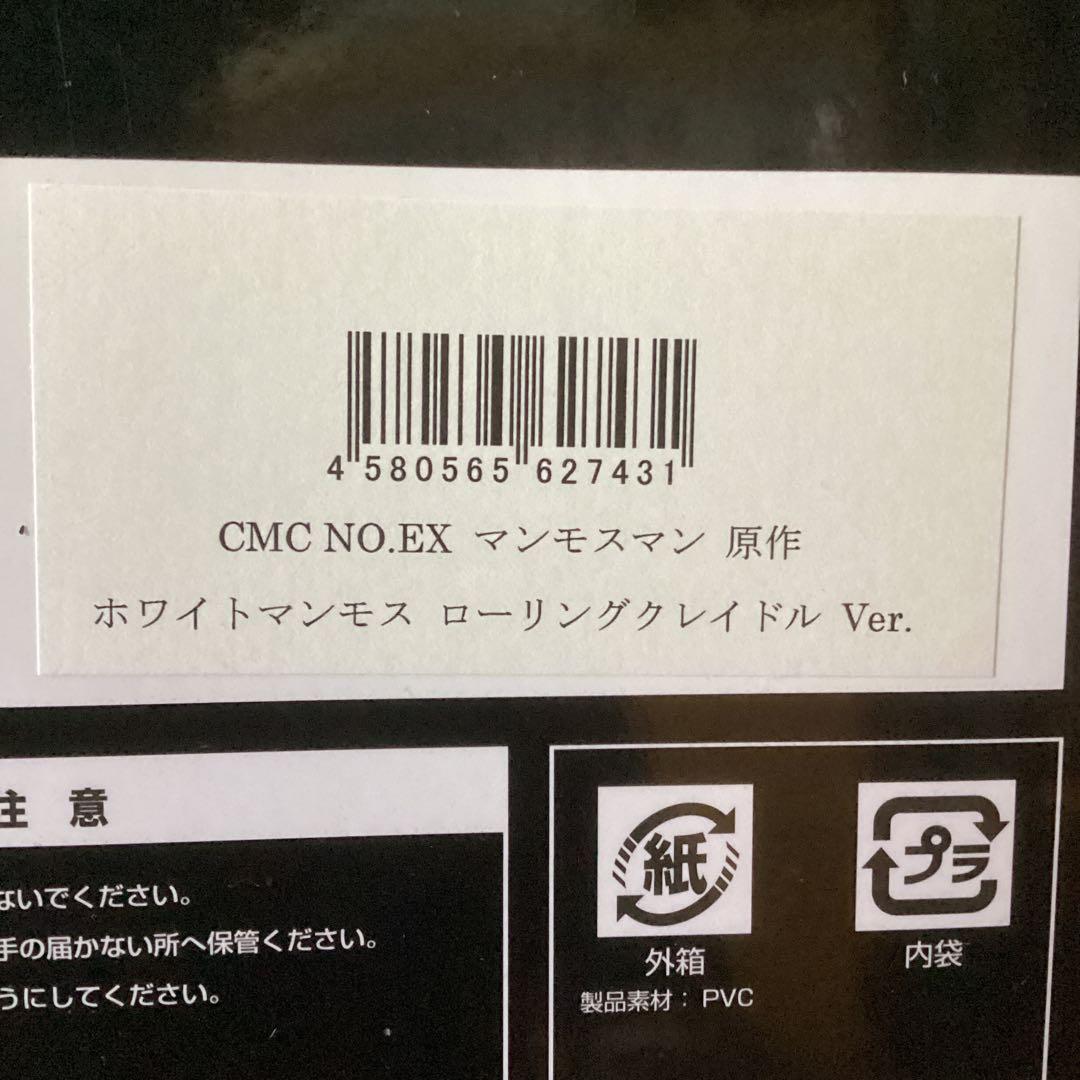 4 580565 627431
CMC NO.EX マンモスマン 原作
ホワイトマンモス ローリングクレイドル Ver.
注 意
ないでください。
手の届かない所へ保管ください。
うにしてください。
紙
外箱
プラ
内袋
製品素材：PVC